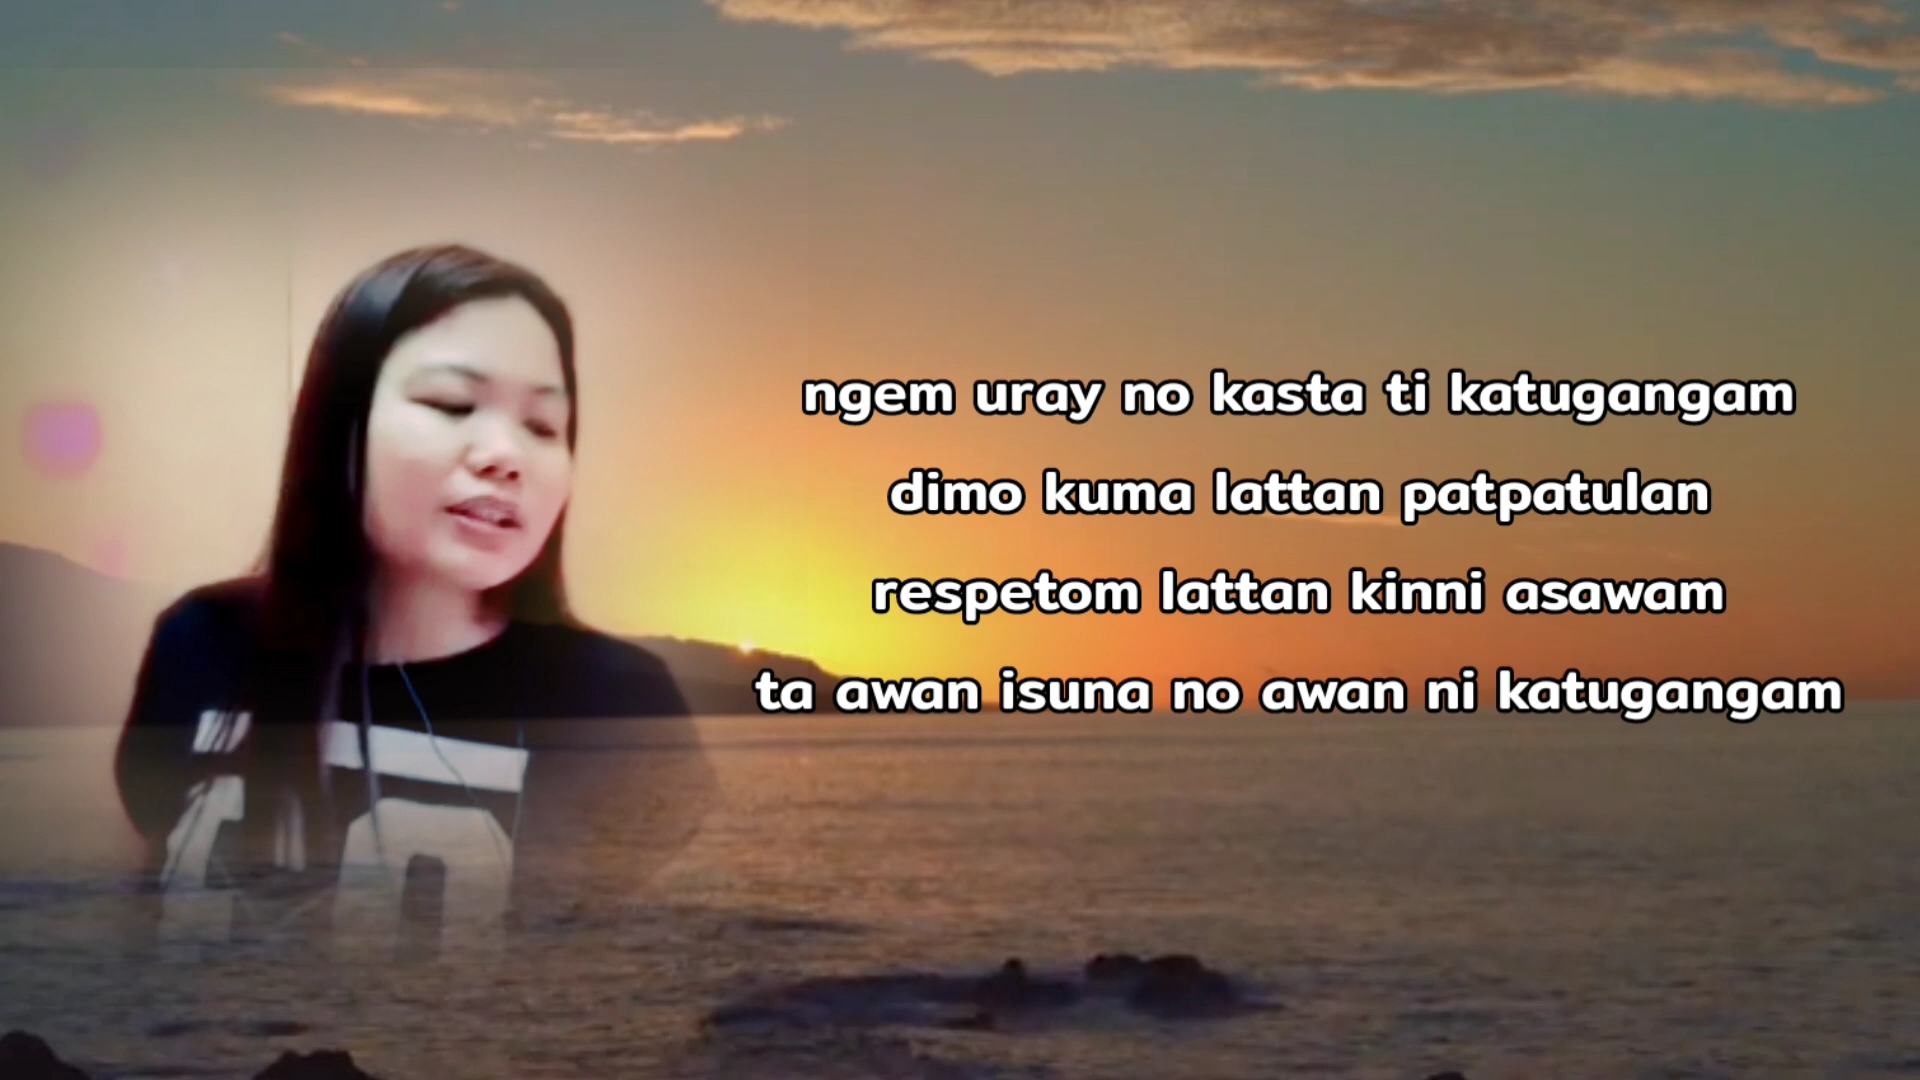 ngem uray no kasta ti katugangam
dimo kuma lattan patpatulan
respetom lattan kinni asawam
ta awan isuna no awan ni katugangam